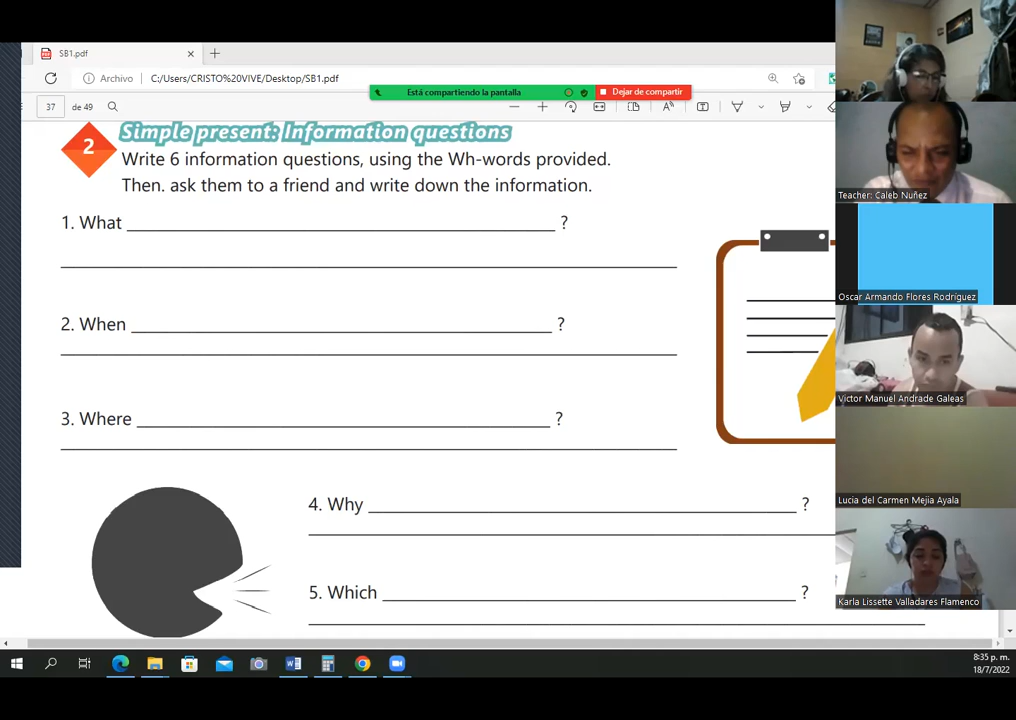 SB1.pdf
Archivo C:/Users/CRISTO%20VIVE/Desktop/SB1.pdf
Está compartiendo la pantalla
Dejar de compartir
37 de 49
2
Simple present: Information questions
Write 6 information questions, using the Wh-words provided.
Then. ask them to a friend and write down the information.
1. What ?
2. When ?
3. Where ?
4. Why ?
5. Which ?
Teacher: Caleb Nuñez
Oscar Armando Flores Rodríguez
Victor Manuel Andrade Galeas
Lucia del Carmen Mejia Ayala
Karla Lissette Valladares Flamenco
8:35 p. m.
18/7/2022